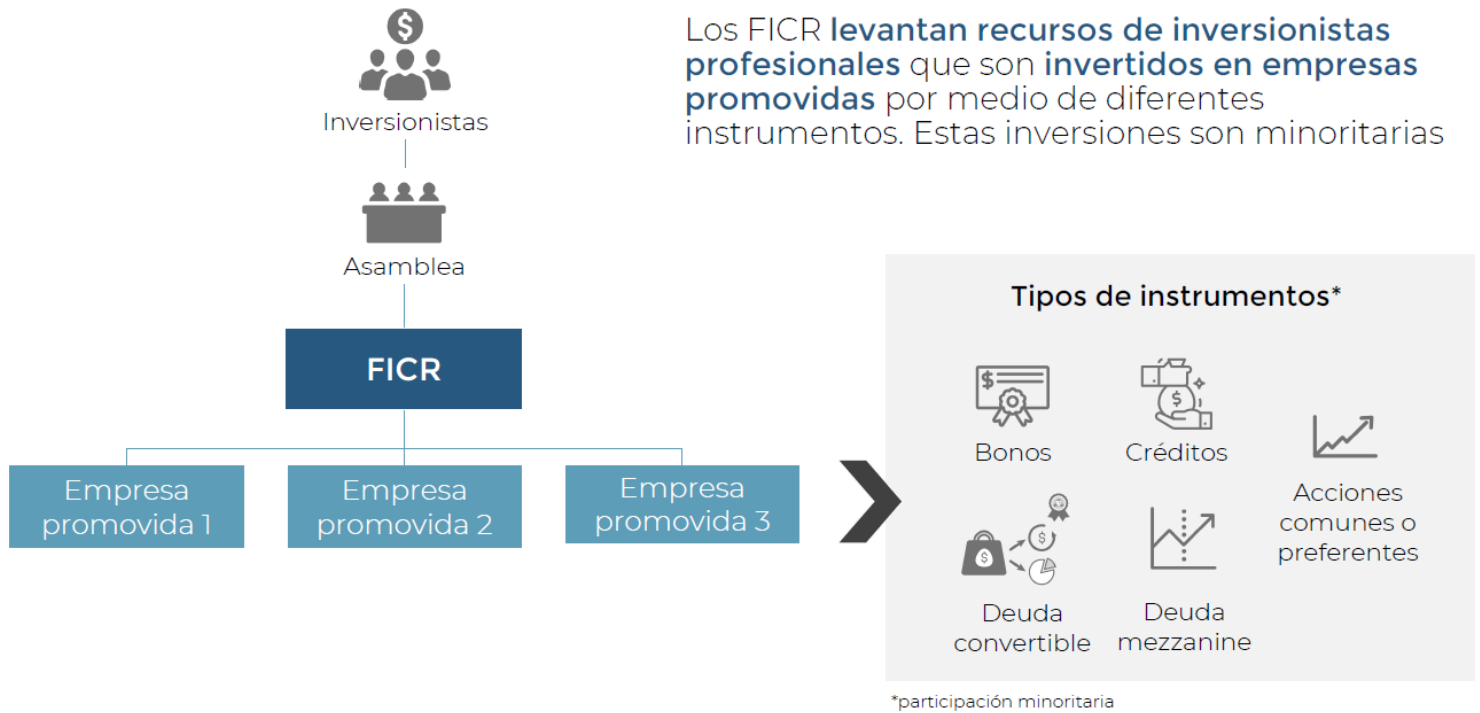 Los FICR levantan recursos de inversionistas
profesionales que son invertidos en empresas
promovidas por medio de diferentes
instrumentos. Estas inversiones son minoritarias
Inversionistas
Asamblea
FICR
Empresa
promovida 1
Empresa
promovida 2
Empresa
promovida 3
Tipos de instrumentos*
Bonos
Créditos
Acciones
comunes o
preferentes
Deuda
convertible
Deuda
mezzanine
*participación minoritaria